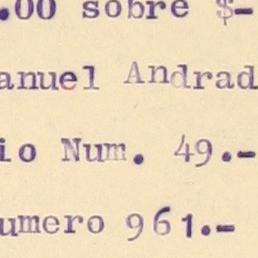 .00 sobre $-
anuel Andrad
io Num. 49.-
umero 961.-